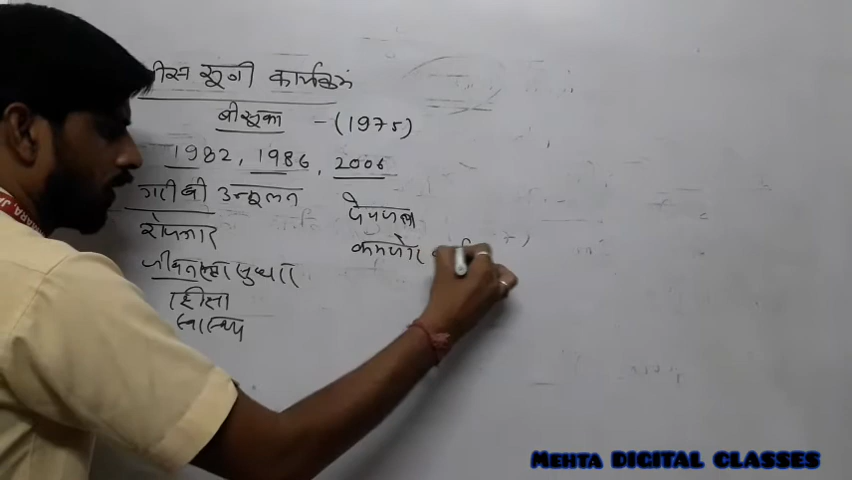 सूत्री कार्यक्रम
बीसूका - (1975)
1982, 1986, 2006
गरीबी उन्मूलन
रोजगार
पेयजल
कमजोर
जीवनस्तर सुधार
शिक्षा
स्वास्थ्य
MEHTA DIGITAL CLASSES